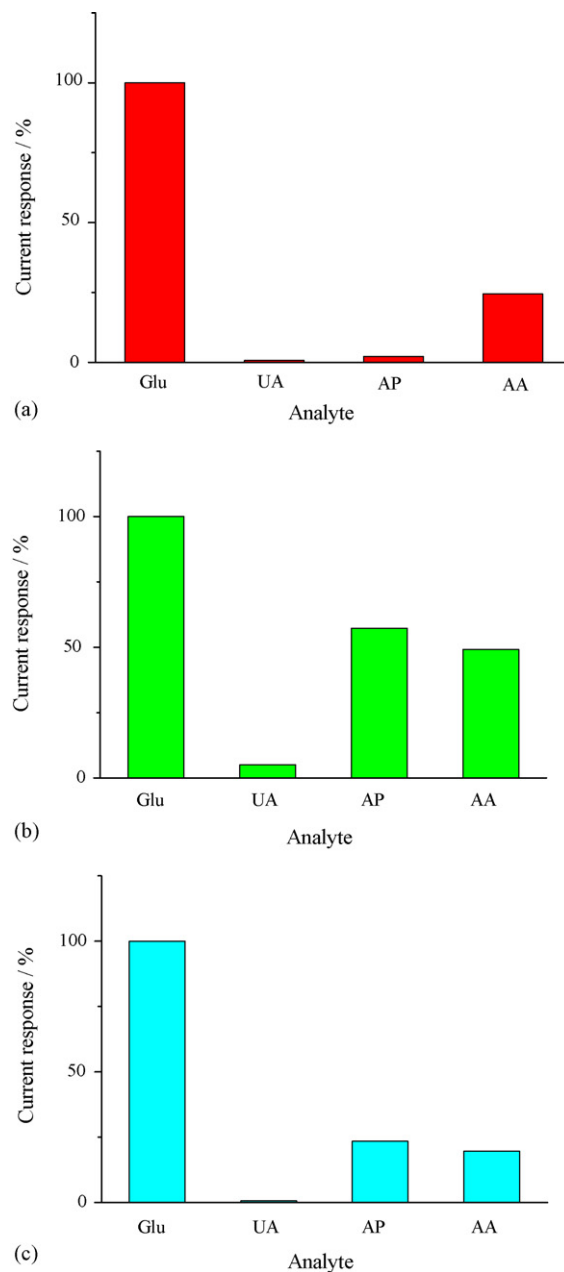 100
50
0
Current response / %
Glu UA AP AA
(a)
Analyte
100
50
0
Current response / %
Glu UA AP AA
(b)
Analyte
100
50
0
Current response / %
Glu UA AP AA
(c)
Analyte